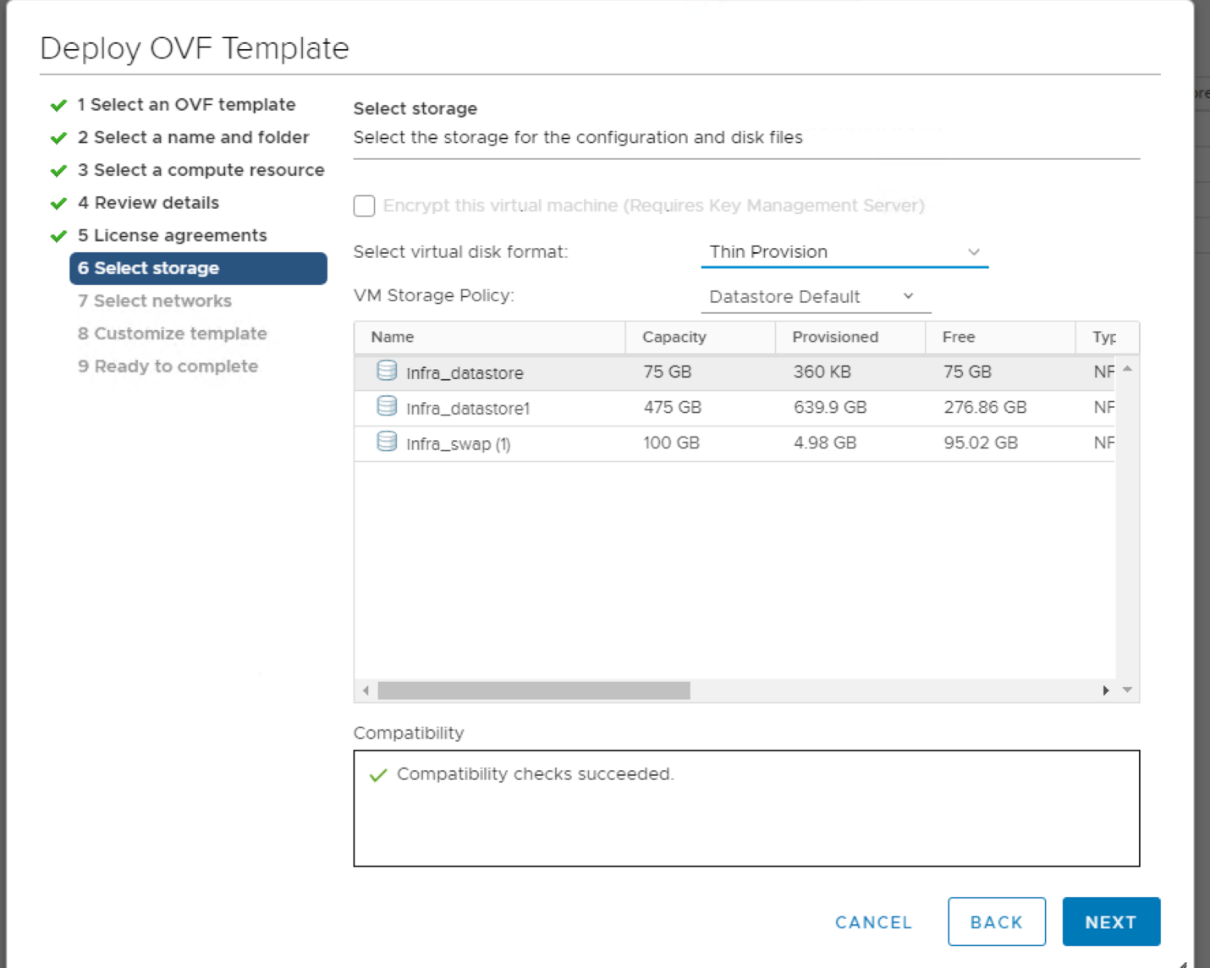 Deploy OVF Template
1 Select an OVF template
2 Select a name and folder
3 Select a compute resource
4 Review details
5 License agreements
6 Select storage
7 Select networks
8 Customize template
9 Ready to complete
Select storage
Select the storage for the configuration and disk files
Encrypt this virtual machine (Requires Key Management Server)
Select virtual disk format: Thin Provision
VM Storage Policy: Datastore Default
Name Capacity Provisioned Free Typ
Infra_datastore 75 GB 360 KB 75 GB NF
Infra_datastore1 475 GB 639.9 GB 276.86 GB NF
Infra_swap (1) 100 GB 4.98 GB 95.02 GB NF
Compatibility
Compatibility checks succeeded.
CANCEL BACK NEXT